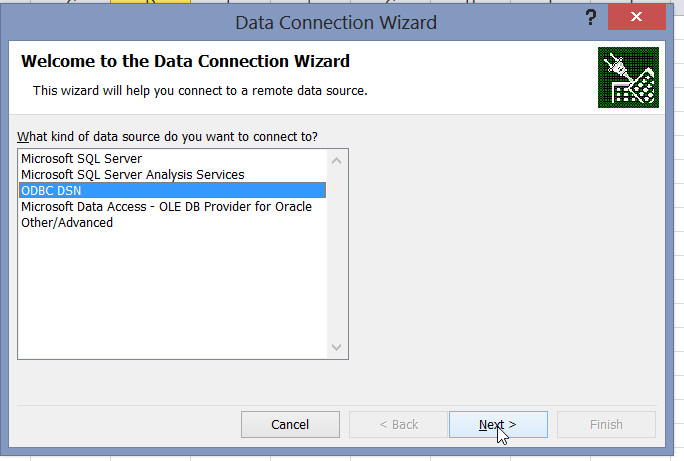 Data Connection Wizard
?
Welcome to the Data Connection Wizard
This wizard will help you connect to a remote data source.
What kind of data source do you want to connect to?
Microsoft SQL Server
Microsoft SQL Server Analysis Services
ODBC DSN
Microsoft Data Access - OLE DB Provider for Oracle
Other/Advanced
Cancel
< Back
Next >
Finish